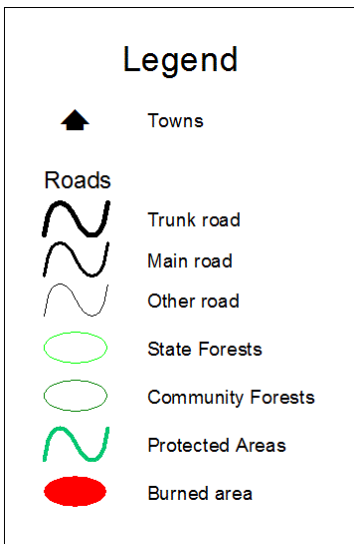 Legend
Towns
Roads
Trunk road
Main road
Other road
State Forests
Community Forests
Protected Areas
Burned area